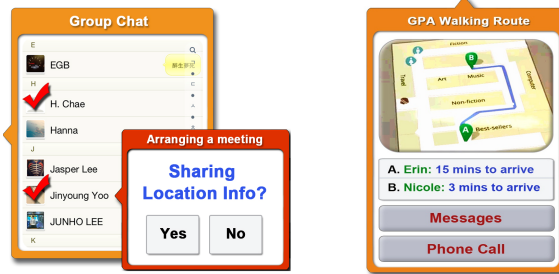 Group Chat
E
EGB
H
H. Chae
Hanna
J
Jasper Lee
Jinyoung Yoo
JUNHO LEE
K
Arranging a meeting
Sharing
Location Info?
Yes
No
GPA Walking Route
Fiction
B
Travel
Art
Music
Computer
Non-fiction
A
Best-sellers
A. Erin: 15 mins to arrive
B. Nicole: 3 mins to arrive
Messages
Phone Call